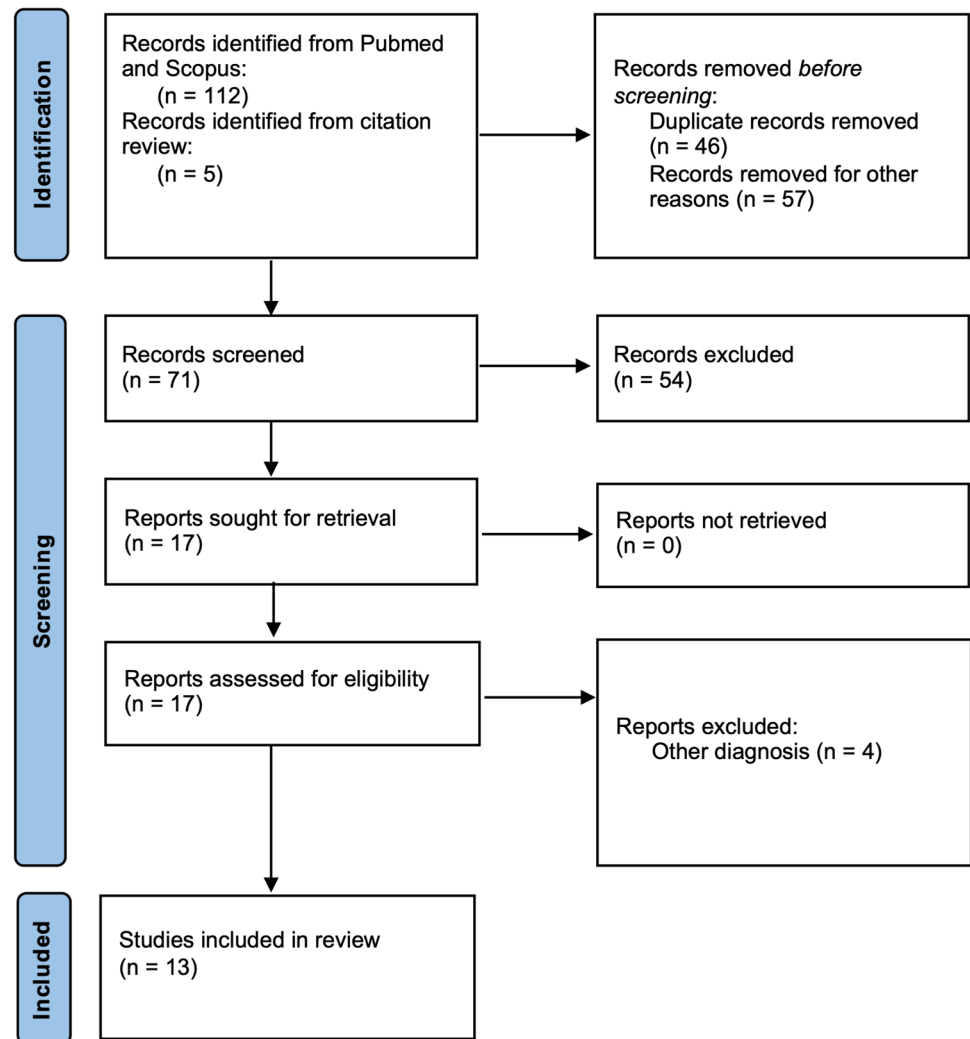 Identification
Records identified from Pubmed
and Scopus:
(n = 112)
Records identified from citation
review:
(n = 5)
Records removed before
screening:
Duplicate records removed
(n = 46)
Records removed for other
reasons (n = 57)
Screening
Records screened
(n = 71)
Records excluded
(n = 54)
Reports sought for retrieval
(n = 17)
Reports not retrieved
(n = 0)
Reports assessed for eligibility
(n = 17)
Reports excluded:
Other diagnosis (n = 4)
Included
Studies included in review
(n = 13)